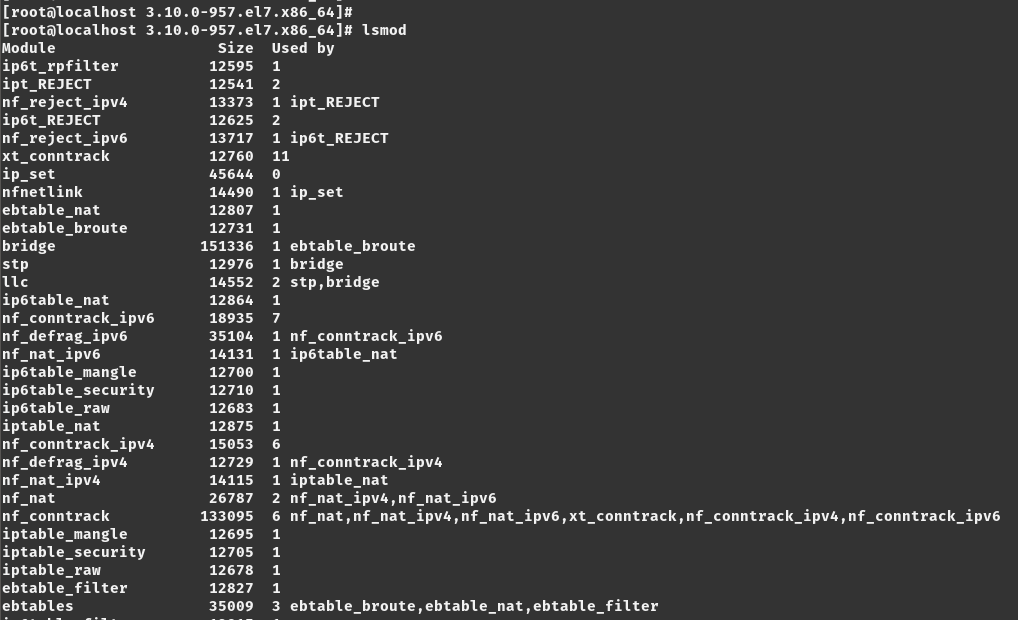 [root@localhost 3.10.0-957.el7.x86_64]#
[root@localhost 3.10.0-957.el7.x86_64]# lsmod
Module                  Size  Used by
ip6t_rpfilter          12595  1
ipt_REJECT             12541  2
nf_reject_ipv4         13373  1 ipt_REJECT
ip6t_REJECT            12625  2
nf_reject_ipv6         13717  1 ip6t_REJECT
xt_conntrack           12760  11
ip_set                 45644  0
nfnetlink              14490  1 ip_set
ebtable_nat            12807  1
ebtable_broute         12731  1
bridge                151336  1 ebtable_broute
stp                    12976  1 bridge
llc                    14552  2 stp,bridge
ip6table_nat           12864  1
nf_conntrack_ipv6      18935  7
nf_defrag_ipv6         35104  1 nf_conntrack_ipv6
nf_nat_ipv6            14131  1 ip6table_nat
ip6table_mangle        12700  1
ip6table_security      12710  1
ip6table_raw           12683  1
iptable_nat            12875  1
nf_conntrack_ipv4      15053  6
nf_defrag_ipv4         12729  1 nf_conntrack_ipv4
nf_nat_ipv4            14115  1 iptable_nat
nf_nat                 26787  2 nf_nat_ipv4,nf_nat_ipv6
nf_conntrack          133095  6 nf_nat,nf_nat_ipv4,nf_nat_ipv6,xt_conntrack,nf_conntrack_ipv4,nf_conntrack_ipv6
iptable_mangle         12695  1
iptable_security       12705  1
iptable_raw            12678  1
ebtable_filter         12827  1
ebtables               35009  3 ebtable_broute,ebtable_nat,ebtable_filter